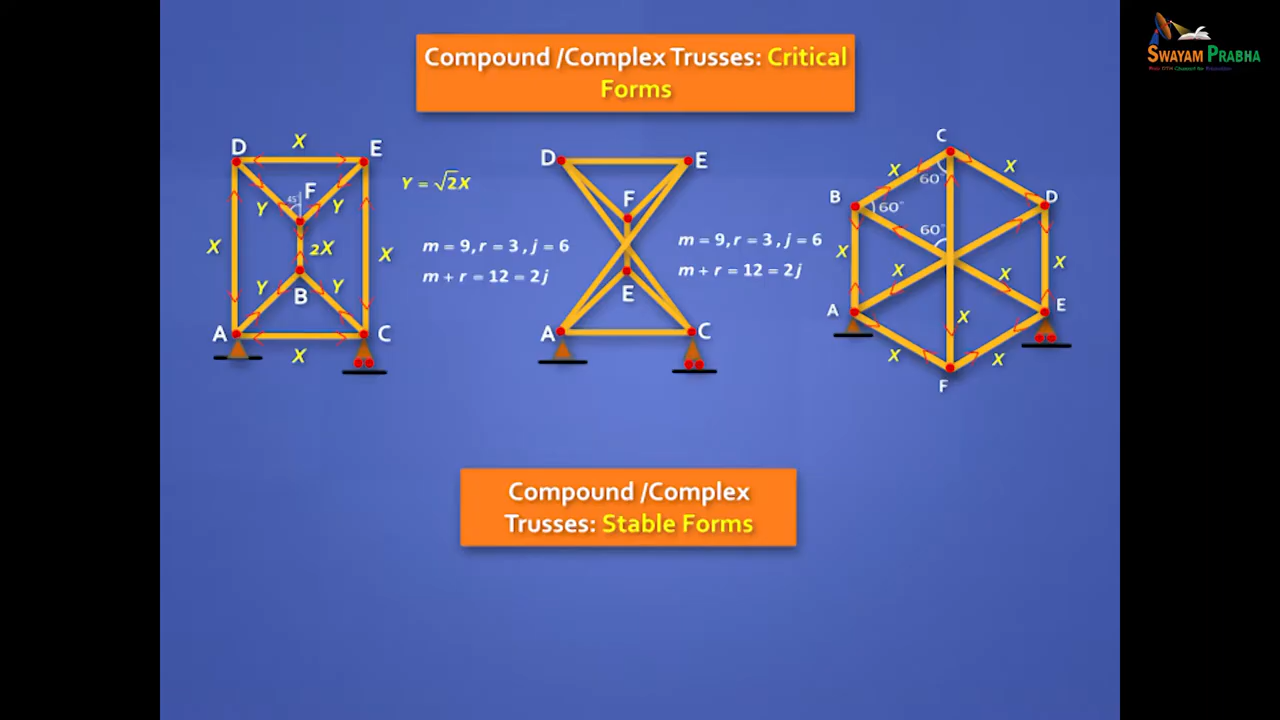 Compound /Complex Trusses: Critical
Forms
SWAYAM PRABHA
D
X
E
F
45°
Y
Y
X
2X
X
Y
Y
B
A
C
X
Y = √2X
m = 9, r = 3 , j = 6
m + r = 12 = 2j
D
E
F
E
A
C
m = 9, r = 3, j = 6
m + r = 12 = 2j
C
X
X
60°
B
60°
D
60°
X
X
X
X
A
E
X
X
X
F
Compound /Complex
Trusses: Stable Forms